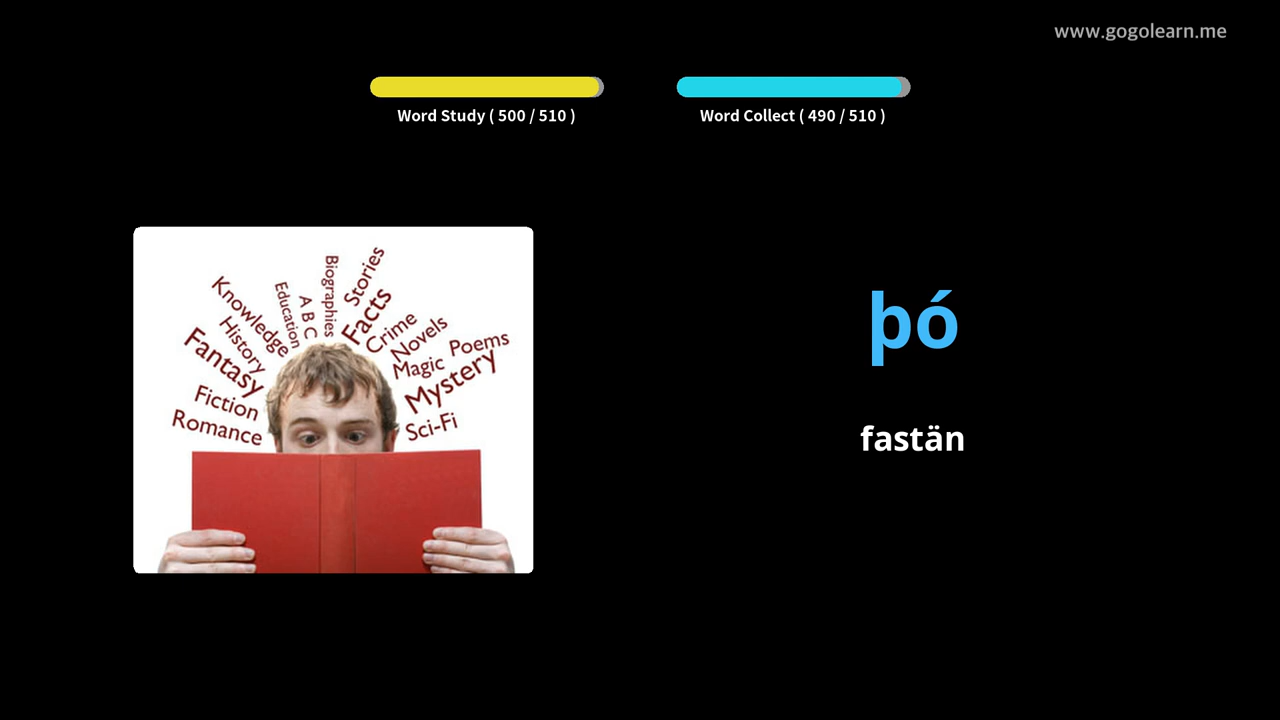 www.gogolearn.me
Word Study ( 500 / 510 )
Word Collect ( 490 / 510 )
Biographies
Stories
Knowledge
Education
A B C
Facts
Crime
History
Novels
Fantasy
Magic
Poems
Mystery
Fiction
Romance
Sci-Fi
þó
fastän